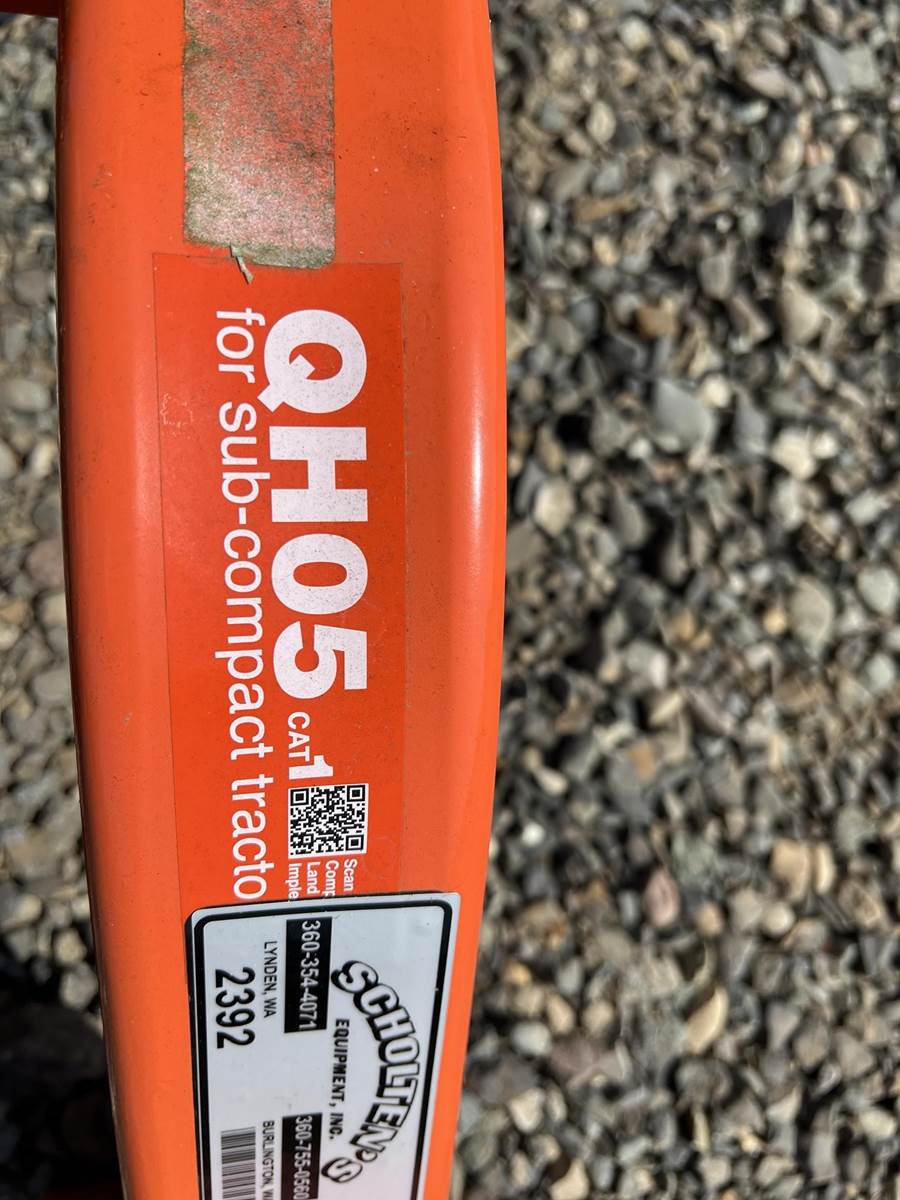 QH05 CAT1
for sub-compact tracto
Scan
Comp
Land
Imple
SCHOLTEN'S
EQUIPMENT, INC.
360-354-4071
LYNDEN, WA
360-755-0560
BURLINGTON, W
2392